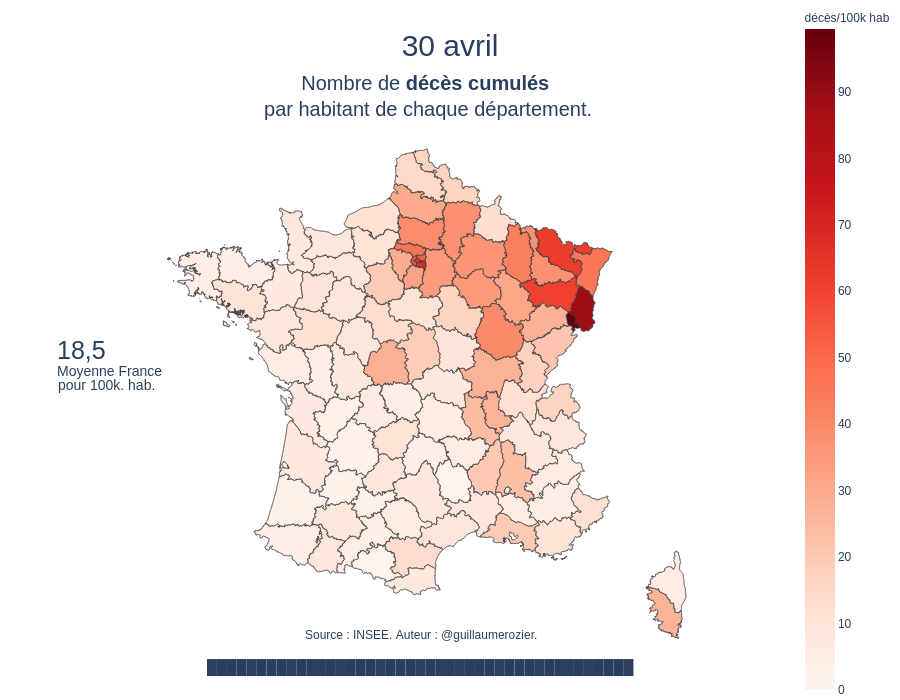 décès/100k hab
30 avril
Nombre de décès cumulés
par habitant de chaque département.
90
80
70
60
50
40
30
20
10
0
18,5
Moyenne France
pour 100k. hab.
Source : INSEE. Auteur : @guillaumerozier.